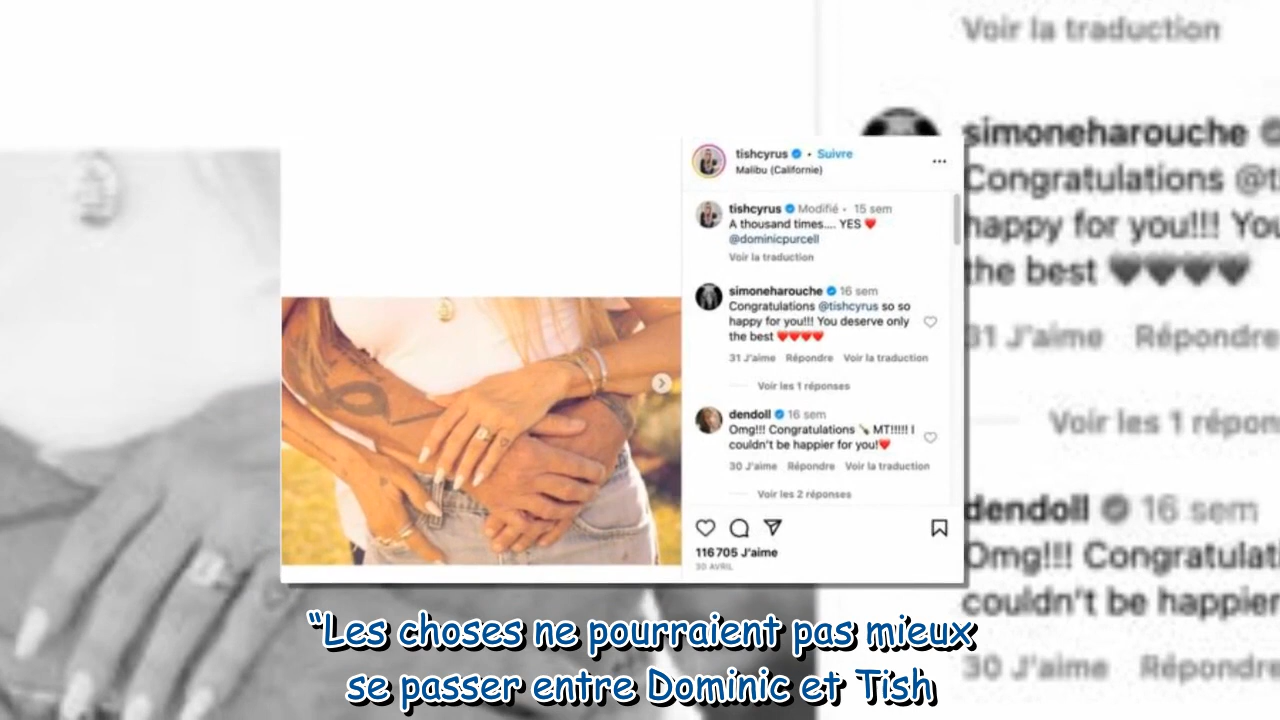 Voir la traduction
simoneharouche
Congratulations @t
happy for you!!! You
the best ♥♥♥♥
31 J'aime Répondre
Voir les 1 répon
dendoll 16 sem
Omg!!! Congratulati
couldn't be happier
30 J'aime Répondre
tishcyrus • Suivre
Malibu (Californie)
tishcyrus Modifié • 15 sem
A thousand times.... YES ❤️
@dominicpurcell
Voir la traduction
simoneharouche 16 sem
Congratulations @tishcyrus so so
happy for you!!! You deserve only
the best ❤️❤️❤️❤️
31 J'aime Répondre Voir la traduction
Voir les 1 réponses
dendoll 16 sem
Omg!!! Congratulations 🍾 MT!!!!! I
couldn't be happier for you!❤️
30 J'aime Répondre Voir la traduction
Voir les 2 réponses
116 705 J'aime
30 AVRIL
“Les choses ne pourraient pas mieux
se passer entre Dominic et Tish